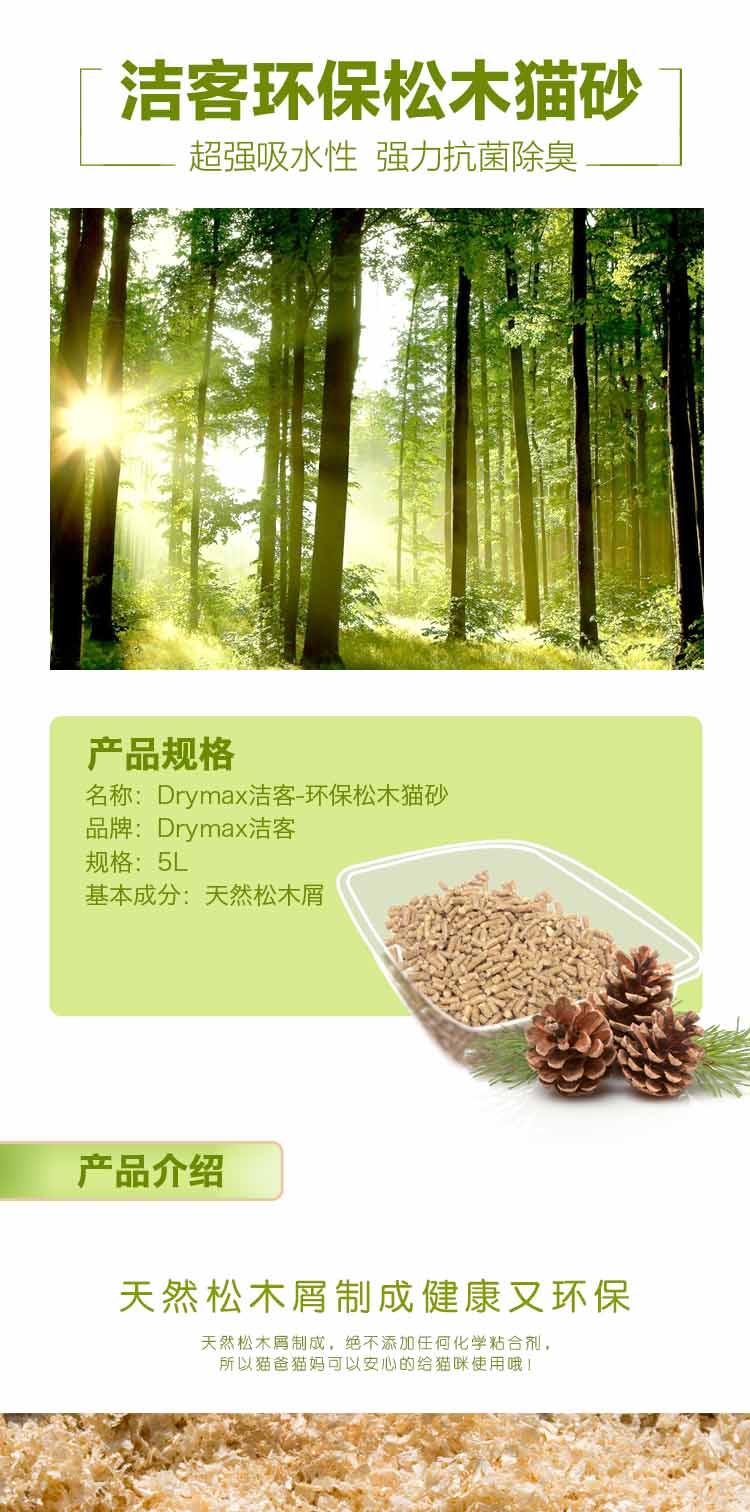 洁客环保松木猫砂
超强吸水性 强力抗菌除臭
产品规格
名称：Drymax洁客-环保松木猫砂
品牌：Drymax洁客
规格：5L
基本成分：天然松木屑
产品介绍
天然松木屑制成健康又环保
天然松木屑制成，绝不添加任何化学粘合剂，
所以猫爸猫妈可以安心的给猫咪使用哦！